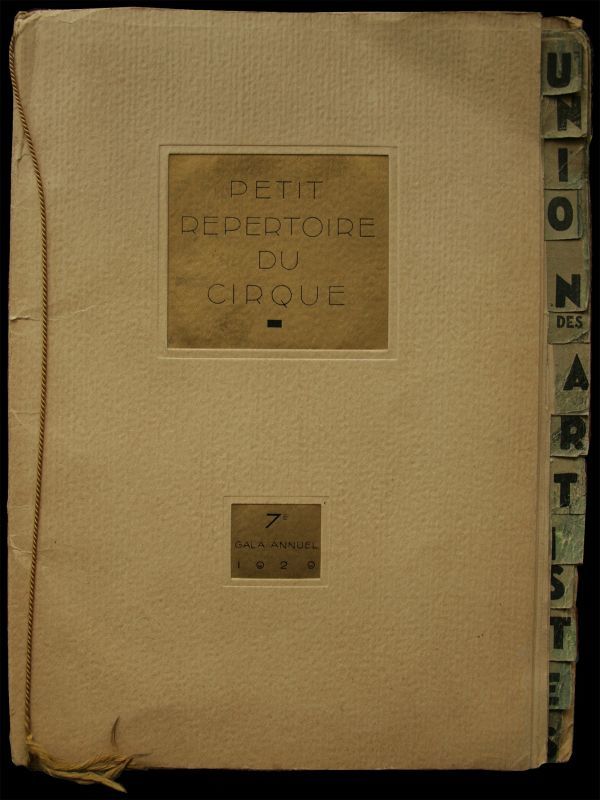 PETIT
REPERTOIRE
DU
CIRQUE
7e
GALA ANNUEL
1929
UNION
DES
ARTISTES